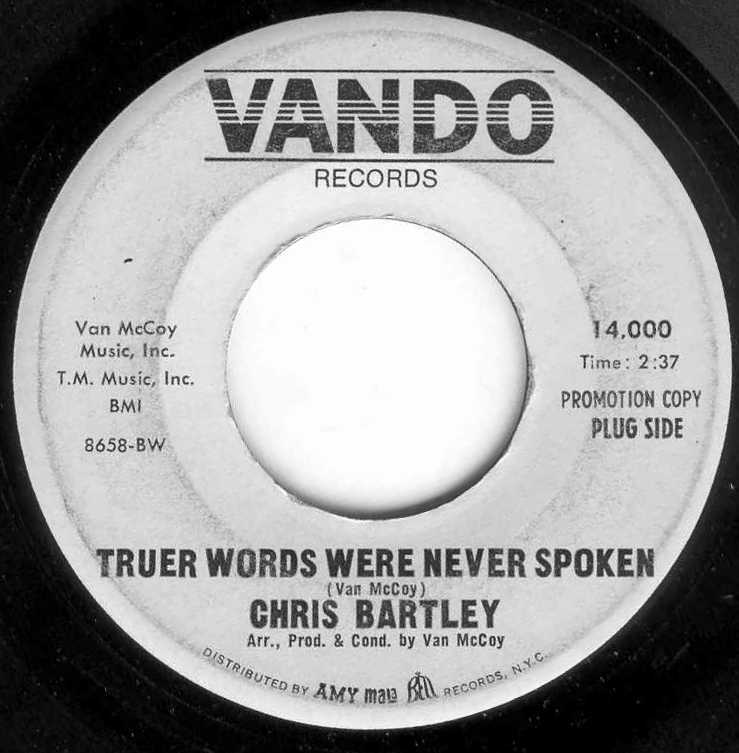 VANDO
RECORDS
Van McCoy
Music, Inc.
T.M. Music, Inc.
BMI
8658-BW
14,000
Time: 2:37
PROMOTION COPY
PLUG SIDE
TRUER WORDS WERE NEVER SPOKEN
(Van McCoy)
CHRIS BARTLEY
Arr., Prod. & Cond. by Van McCoy
DISTRIBUTED BY AMY mala BELL RECORDS, N.Y.C.